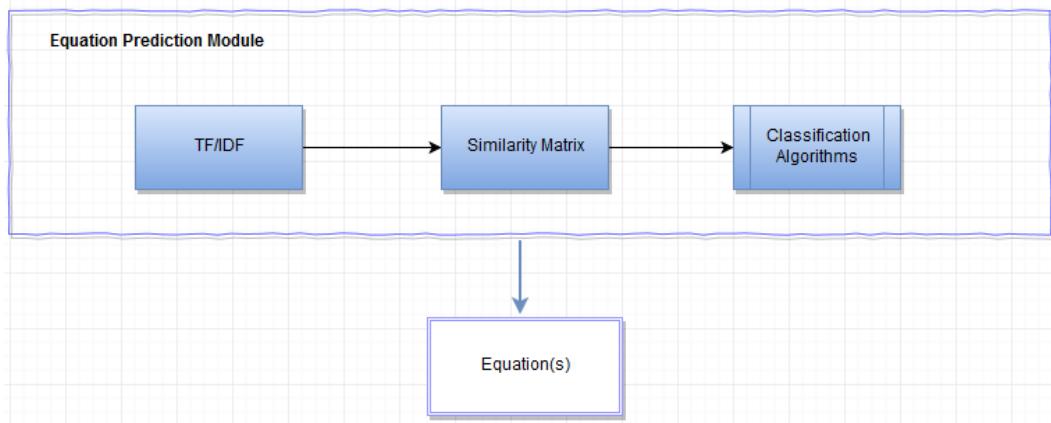 Equation Prediction Module
TF/IDF
Similarity Matrix
Classification
Algorithms
Equation(s)